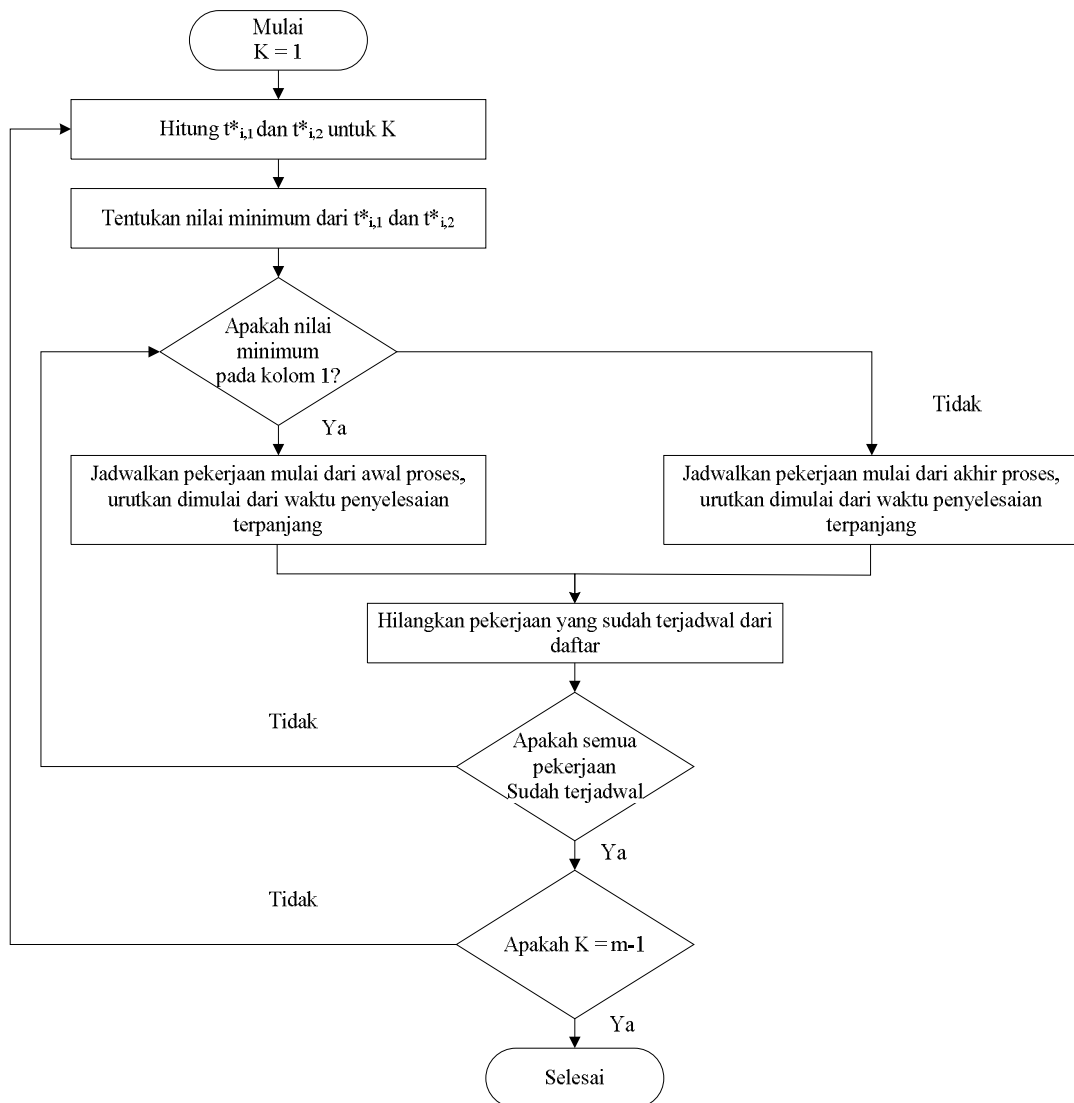 Mulai
K = 1
Hitung t*i,1 dan t*i,2 untuk K
Tentukan nilai minimum dari t*i,1 dan t*i,2
Apakah nilai
minimum
pada kolom 1?
Tidak
Ya
Jadwalkan pekerjaan mulai dari awal proses,
urutkan dimulai dari waktu penyelesaian
terpanjang
Jadwalkan pekerjaan mulai dari akhir proses,
urutkan dimulai dari waktu penyelesaian
terpanjang
Hilangkan pekerjaan yang sudah terjadwal dari
daftar
Tidak
Apakah semua
pekerjaan
Sudah terjadwal
Ya
Tidak
Apakah K = m-1
Ya
Selesai